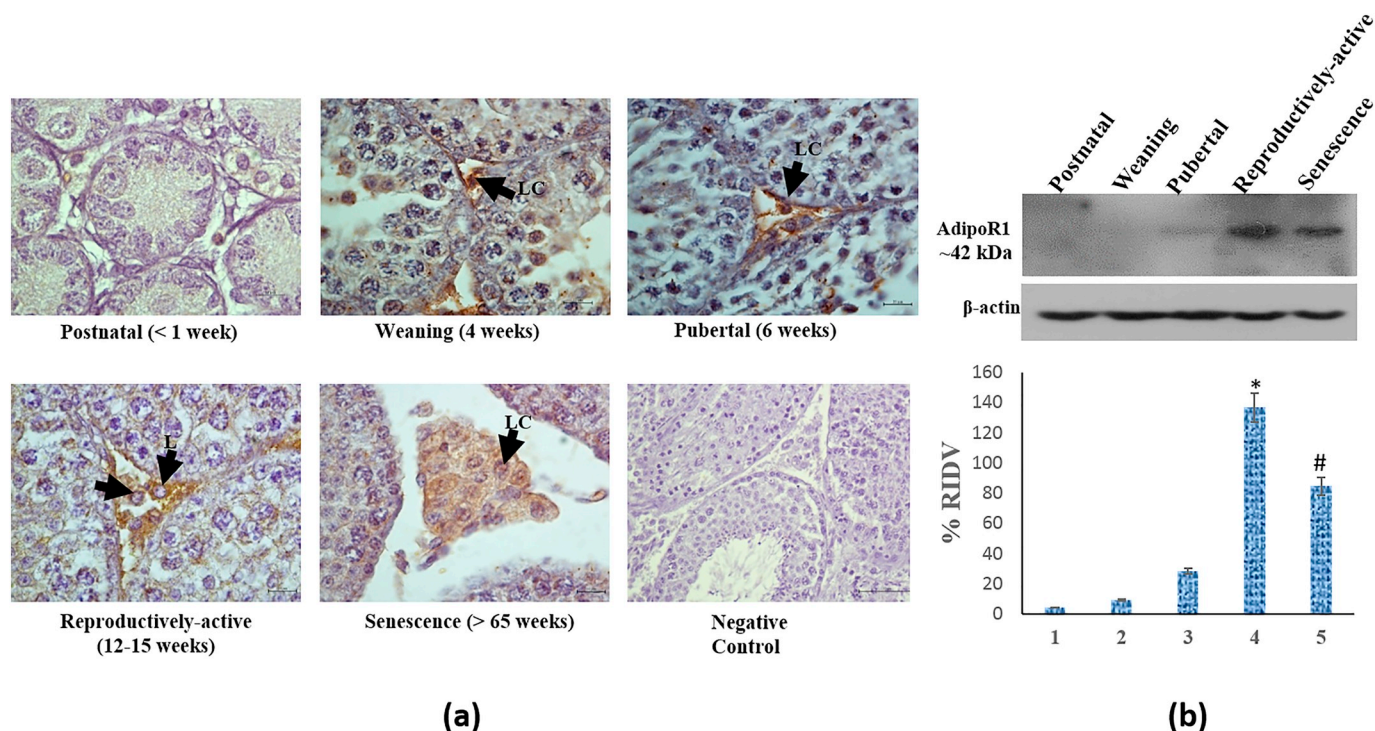 LC
LC
Postnatal (< 1 week)
Weaning (4 weeks)
Pubertal (6 weeks)
L
LC
Reproductively-active
(12-15 weeks)
Senescence (> 65 weeks)
Negative
Control
(a)
Postnatal
Weaning
Pubertal
Reproductively-active
Senescence
AdipoR1
~42 kDa
β-actin
% RIDV
160
140
120
100
80
60
40
20
0
*
#
1 2 3 4 5
(b)